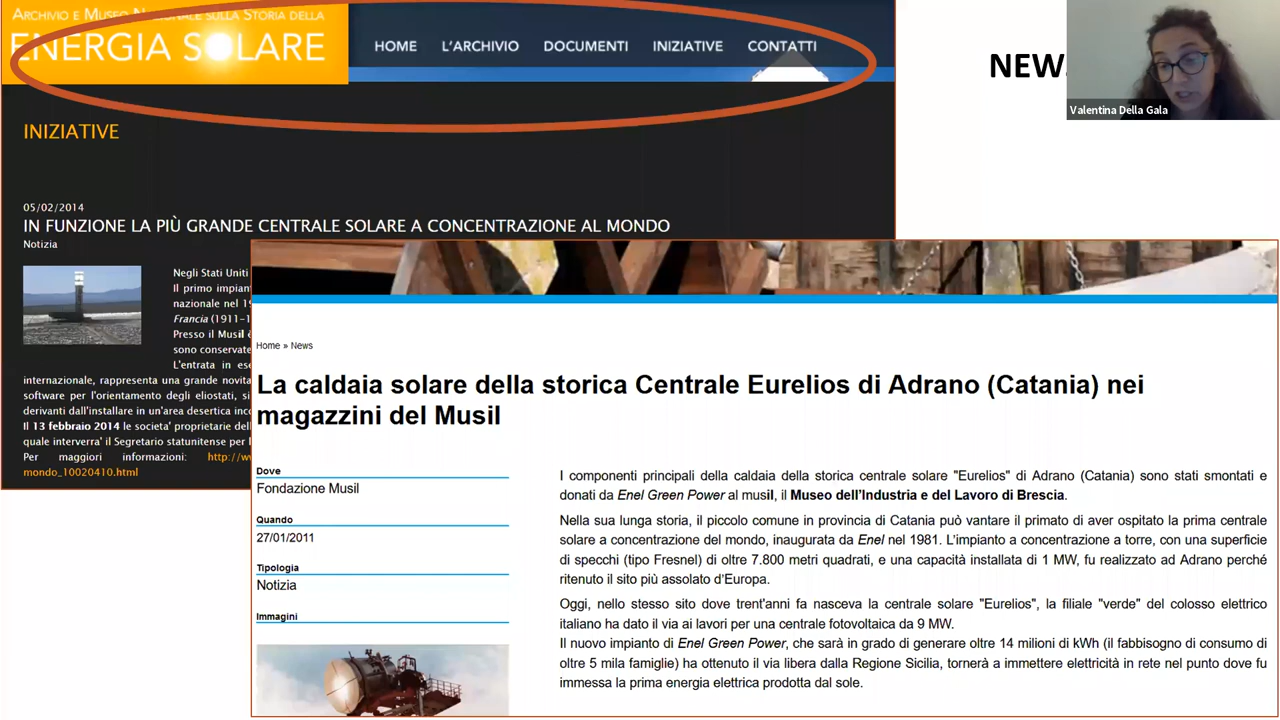 ARCHIVIO E MUSEO NAZIONALE SULLA STORIA DELLA
ENERGIA SOLARE
HOME L'ARCHIVIO DOCUMENTI INIZIATIVE CONTATTI
NEW
Valentina Della Gala
INIZIATIVE
05/02/2014
IN FUNZIONE LA PIÙ GRANDE CENTRALE SOLARE A CONCENTRAZIONE AL MONDO
Notizia
Negli Stati Uniti
Il primo impian
nazionale nel 19
Francia (1911-1
Presso il Musil
sono conservate
L'entrata in ese
internazionale, rappresenta una grande novita
software per l'orientamento degli eliostati, si
derivanti dall'installare in un'area desertica inc
Il 13 febbraio 2014 le societa' proprietarie del
quale interverra' il Segretario statunitense per l
Per maggiori informazioni: http://w
mondo_10020410.html
Home » News
La caldaia solare della storica Centrale Eurelios di Adrano (Catania) nei
magazzini del Musil
Dove
Fondazione Musil
Quando
27/01/2011
Tipologia
Notizia
Immagini
I componenti principali della caldaia della storica centrale solare "Eurelios" di Adrano (Catania) sono stati smontati e
donati da Enel Green Power al musil, il Museo dell'Industria e del Lavoro di Brescia.
Nella sua lunga storia, il piccolo comune in provincia di Catania può vantare il primato di aver ospitato la prima centrale
solare a concentrazione del mondo, inaugurata da Enel nel 1981. L'impianto a concentrazione a torre, con una superficie
di specchi (tipo Fresnel) di oltre 7.800 metri quadrati, e una capacità installata di 1 MW, fu realizzato ad Adrano perché
ritenuto il sito più assolato d'Europa.
Oggi, nello stesso sito dove trent'anni fa nasceva la centrale solare "Eurelios", la filiale "verde" del colosso elettrico
italiano ha dato il via ai lavori per una centrale fotovoltaica da 9 MW.
Il nuovo impianto di Enel Green Power, che sarà in grado di generare oltre 14 milioni di kWh (il fabbisogno di consumo di
oltre 5 mila famiglie) ha ottenuto il via libera dalla Regione Sicilia, tornerà a immettere elettricità in rete nel punto dove fu
immessa la prima energia elettrica prodotta dal sole.